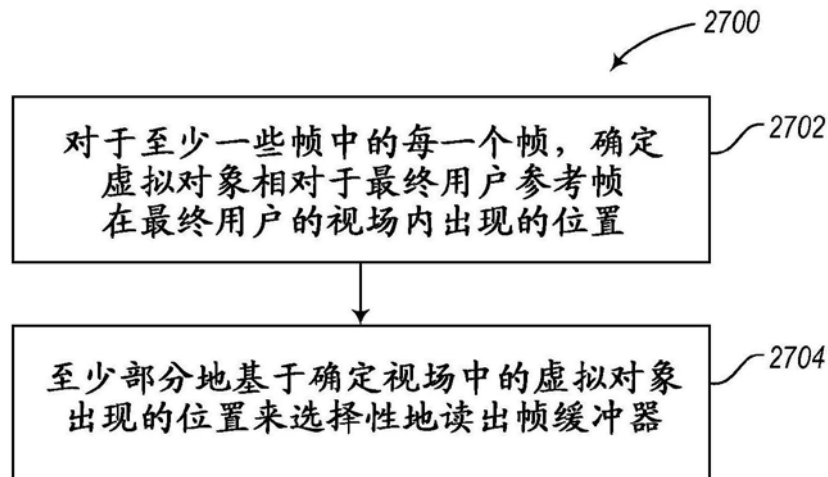 2700
对于至少一些帧中的每一个帧，确定
虚拟对象相对于最终用户参考帧
在最终用户的视场内出现的位置
2702
至少部分地基于确定视场中的虚拟对象
出现的位置来选择性地读出帧缓冲器
2704